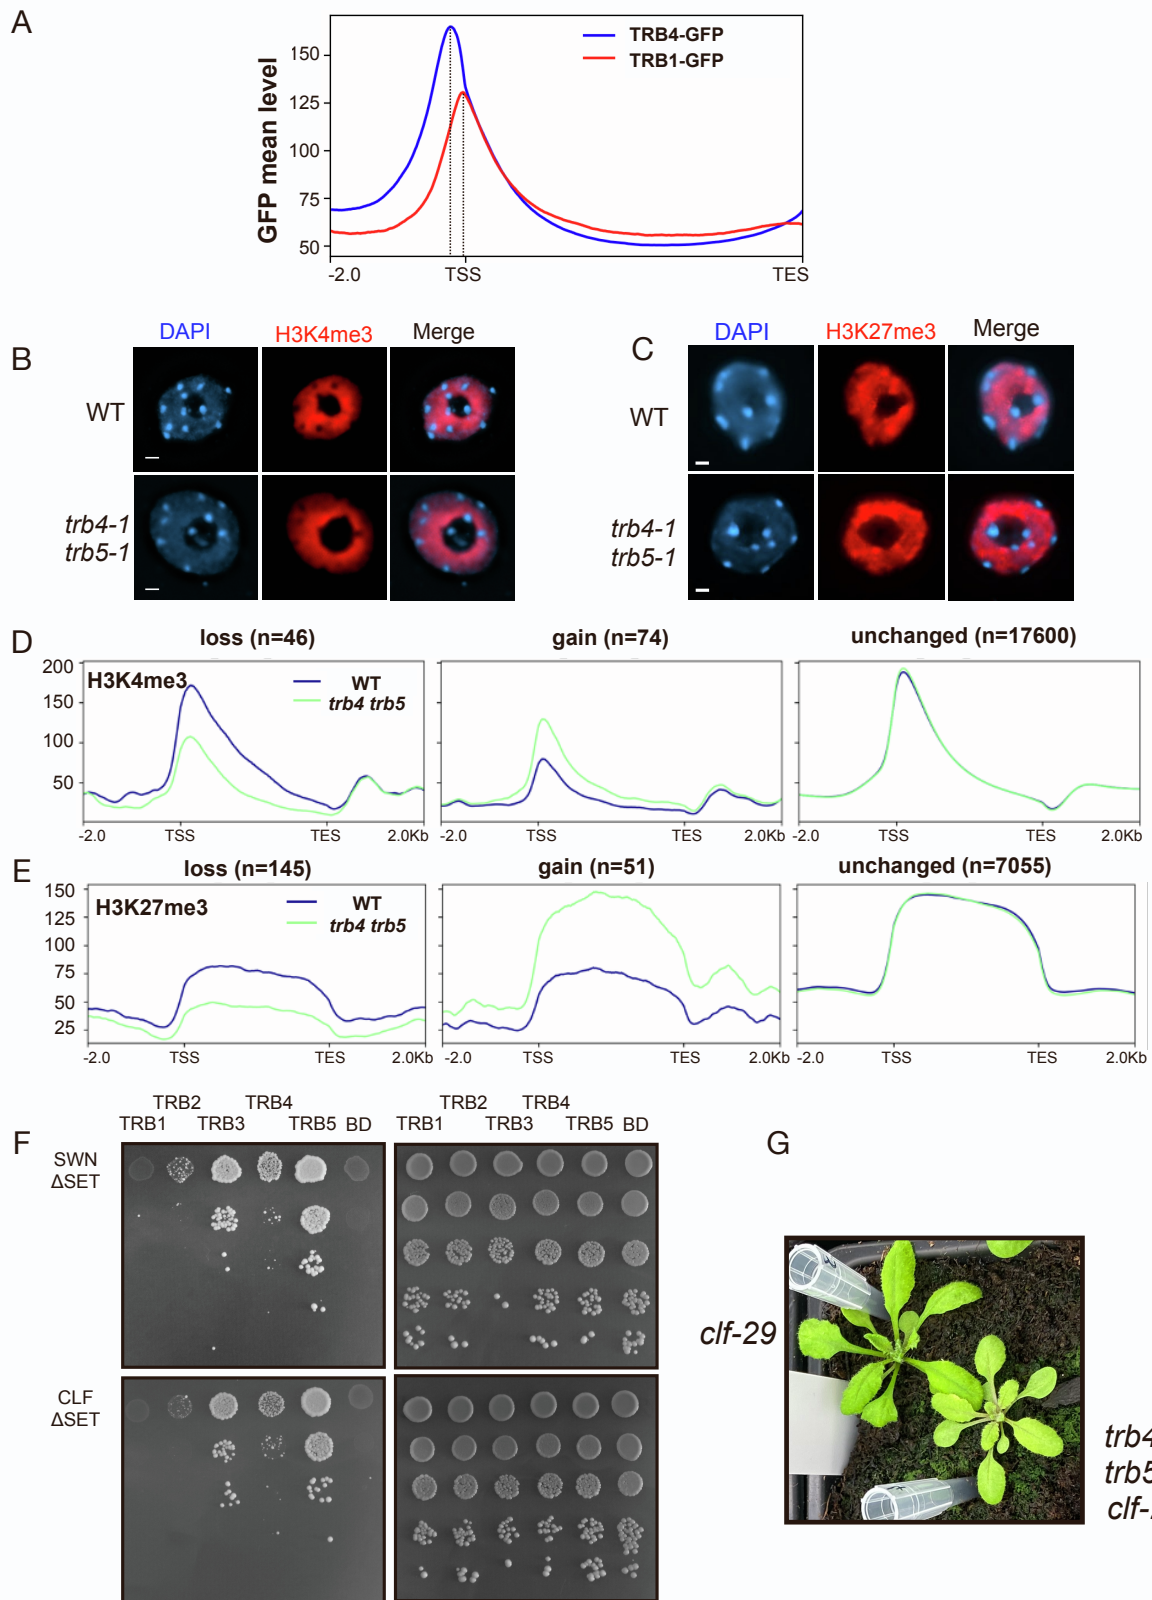 A
GFP mean level
150
125
100
75
50
TRB4-GFP
TRB1-GFP
-2.0
TSS
TES
B
DAPI
H3K4me3
Merge
WT
trb4-1
trb5-1
C
DAPI
H3K27me3
Merge
WT
trb4-1
trb5-1
D
loss (n=46)
gain (n=74)
unchanged (n=17600)
200
150
100
50
H3K4me3
WT
trb4 trb5
-2.0 TSS TES 2.0Kb
-2.0 TSS TES 2.0Kb
-2.0 TSS TES 2.0Kb
E
loss (n=145)
gain (n=51)
unchanged (n=7055)
150
125
100
75
50
25
H3K27me3
WT
trb4 trb5
-2.0 TSS TES 2.0Kb
-2.0 TSS TES 2.0Kb
-2.0 TSS TES 2.0Kb
F
TRB2 TRB4
TRB1 TRB3 TRB5 BD
TRB2 TRB4
TRB1 TRB3 TRB5 BD
SWN
ΔSET
CLF
ΔSET
G
clf-29
trb4
trb5
clf-